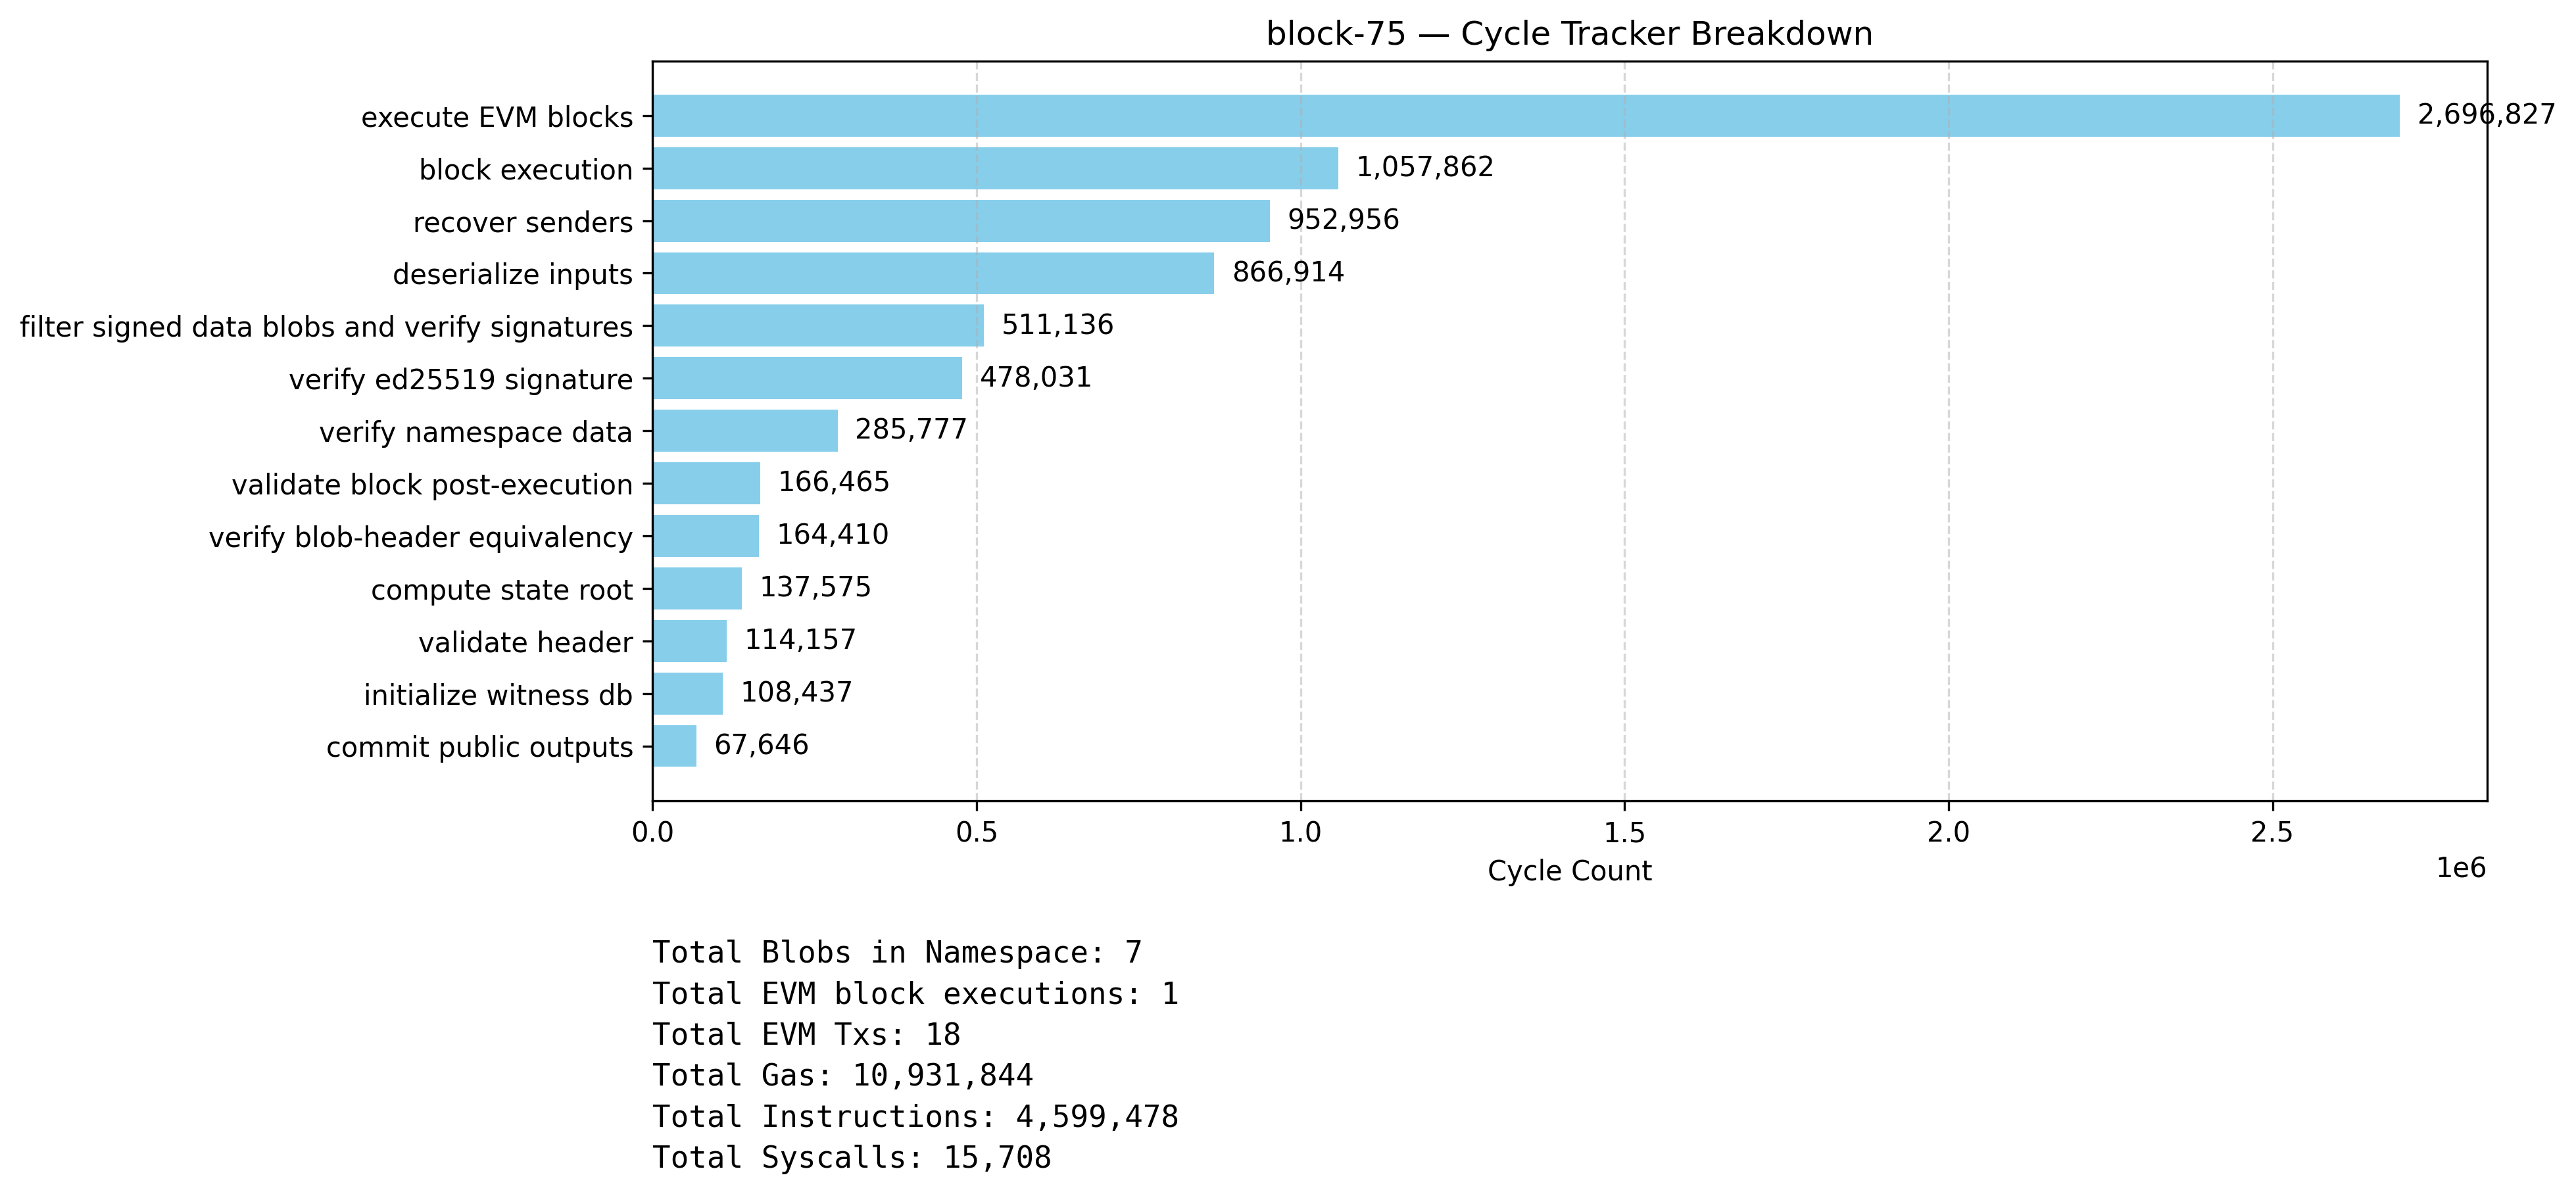 block-75 — Cycle Tracker Breakdown
execute EVM blocks 2,696,827
block execution 1,057,862
recover senders 952,956
deserialize inputs 866,914
filter signed data blobs and verify signatures 511,136
verify ed25519 signature 478,031
verify namespace data 285,777
validate block post-execution 166,465
verify blob-header equivalency 164,410
compute state root 137,575
validate header 114,157
initialize witness db 108,437
commit public outputs 67,646
0.0 0.5 1.0 1.5 2.0 2.5
Cycle Count 1e6
Total Blobs in Namespace: 7
Total EVM block executions: 1
Total EVM Txs: 18
Total Gas: 10,931,844
Total Instructions: 4,599,478
Total Syscalls: 15,708